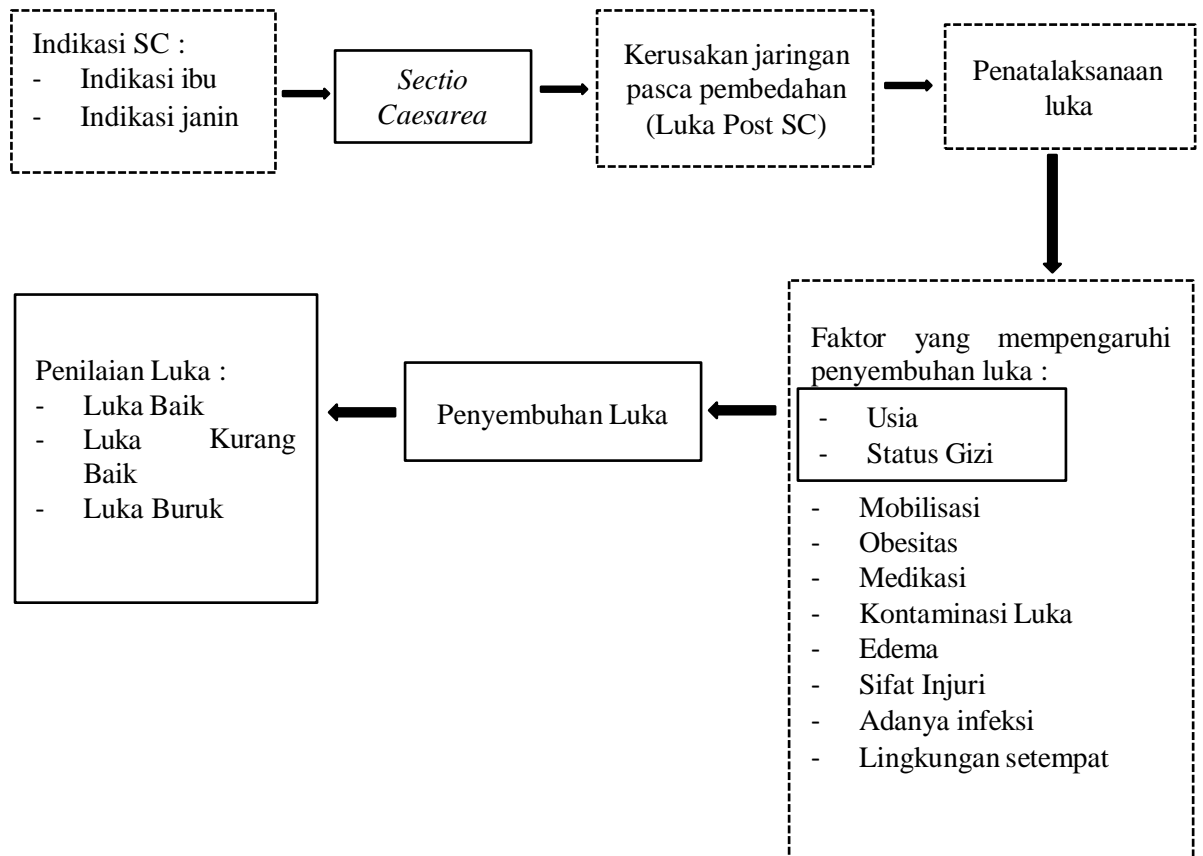 Indikasi SC :
- Indikasi ibu
- Indikasi janin
Sectio
Caesarea
Kerusakan jaringan
pasca pembedahan
(Luka Post SC)
Penatalaksanaan
luka
Faktor yang mempengaruhi
penyembuhan luka :
- Usia
- Status Gizi
- Mobilisasi
- Obesitas
- Medikasi
- Kontaminasi Luka
- Edema
- Sifat Injuri
- Adanya infeksi
- Lingkungan setempat
Penyembuhan Luka
Penilaian Luka :
- Luka Baik
- Luka Kurang
Baik
- Luka Buruk